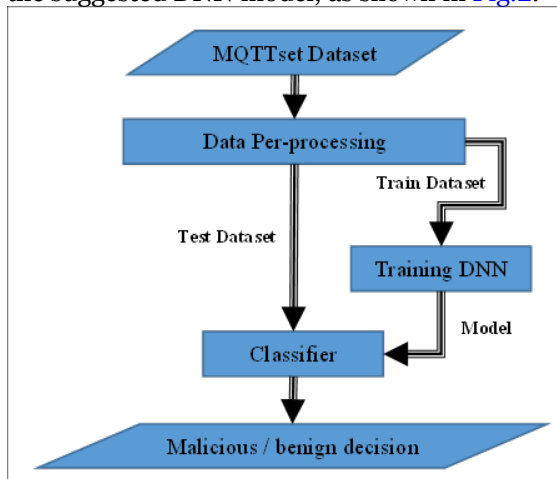 the suggested DNN model, as shown in Fig.2.
MQTTset Dataset
Data Per-processing
Train Dataset
Test Dataset
Training DNN
Model
Classifier
Malicious / benign decision